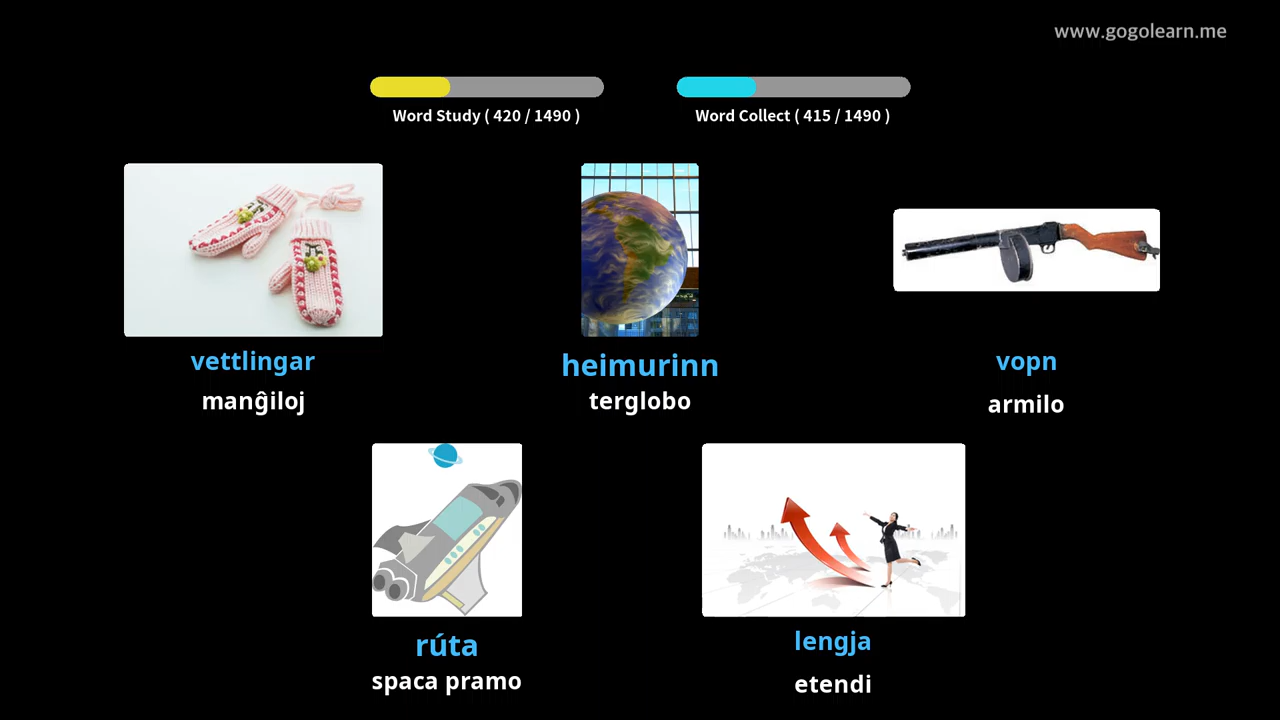 www.gogolearn.me
Word Study ( 420 / 1490 )
Word Collect ( 415 / 1490 )
vettlingar
manĝiloj
heimurinn
terglobo
vopn
armilo
rúta
spaca pramo
lengja
etendi